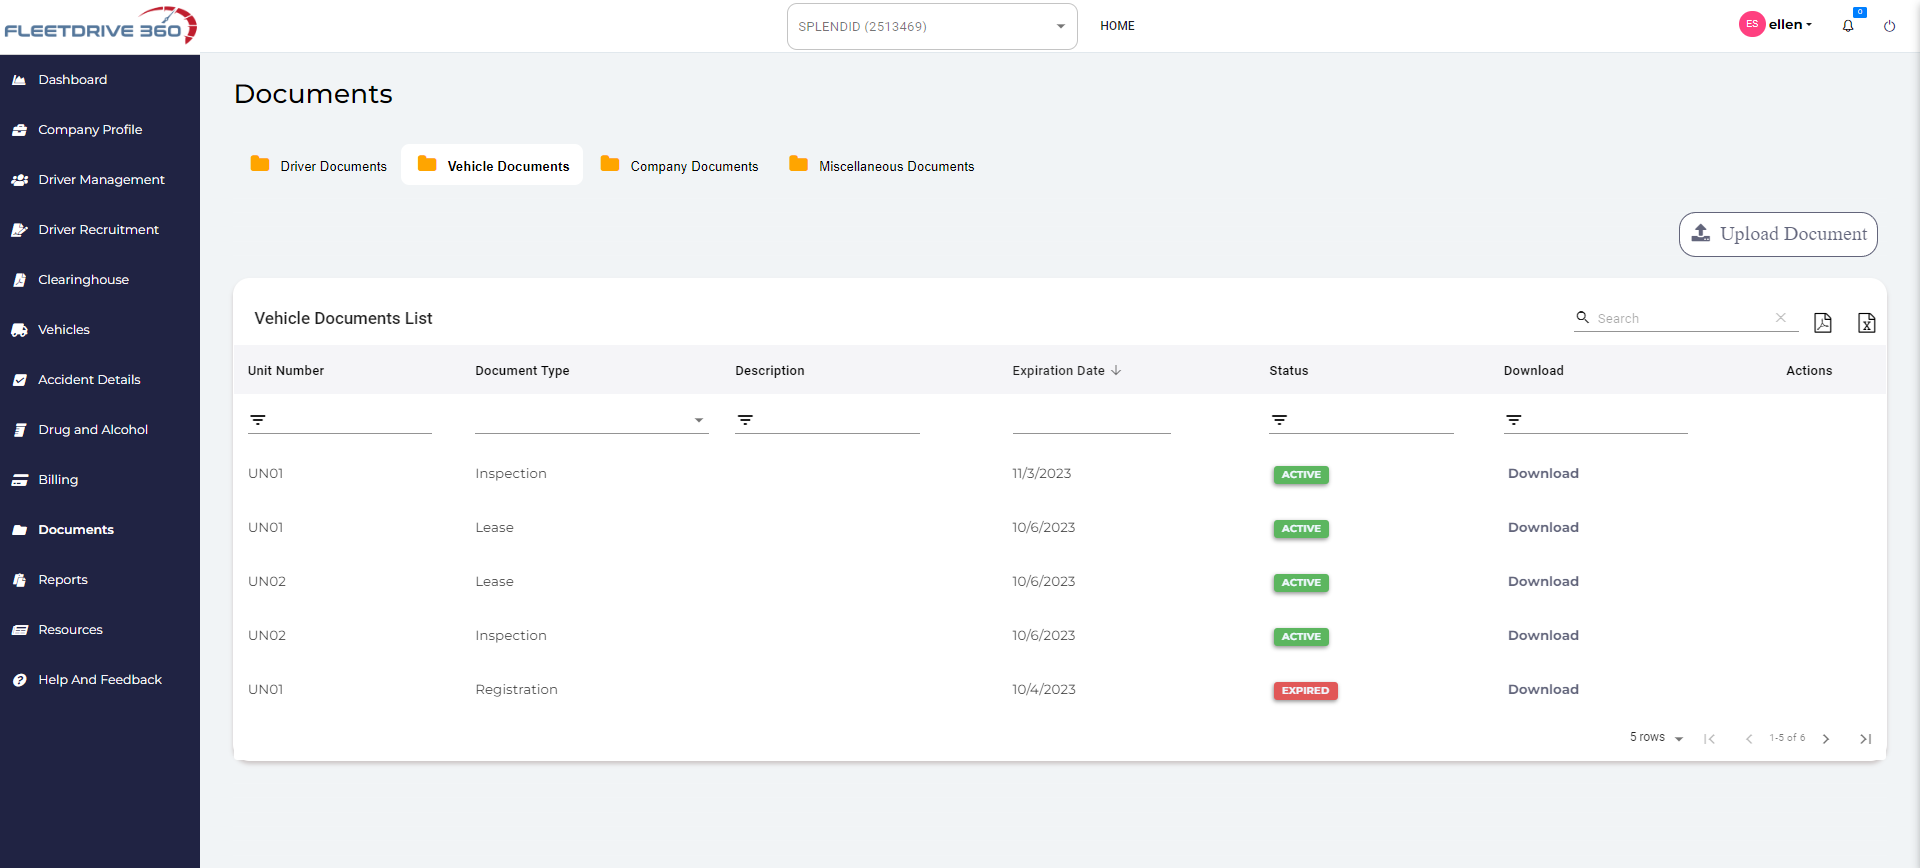 FLEETDRIVE 360
SPLENDID (2513469)
HOME
ES
ellen
0
Dashboard
Company Profile
Driver Management
Driver Recruitment
Clearinghouse
Vehicles
Accident Details
Drug and Alcohol
Billing
Documents
Reports
Resources
Help And Feedback
Documents
Driver Documents
Vehicle Documents
Company Documents
Miscellaneous Documents
Upload Document
Vehicle Documents List
Search
Unit Number Document Type Description Expiration Date Status Download Actions
UN01 Inspection 11/3/2023 ACTIVE Download
UN01 Lease 10/6/2023 ACTIVE Download
UN02 Lease 10/6/2023 ACTIVE Download
UN02 Inspection 10/6/2023 ACTIVE Download
UN01 Registration 10/4/2023 EXPIRED Download
5 rows 1-5 of 6